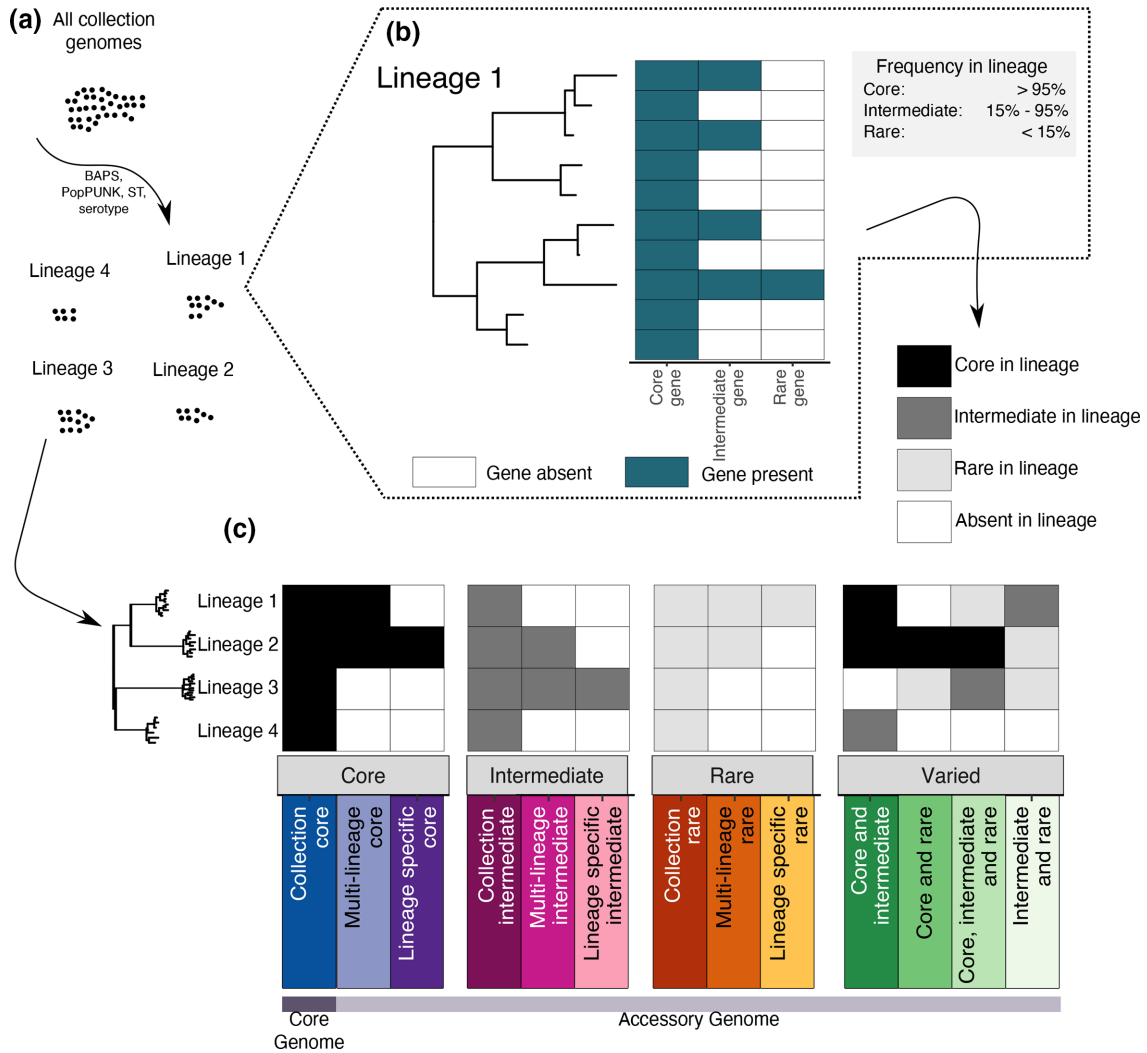 (a)
All collection
genomes
BAPS,
PopPUNK, ST,
serotype
Lineage 4
Lineage 1
Lineage 3
Lineage 2
(b)
Lineage 1
Frequency in lineage
Core: > 95%
Intermediate: 15% - 95%
Rare: < 15%
Core
gene
Intermediate
gene
Rare
gene
Gene absent
Gene present
Core in lineage
Intermediate in lineage
Rare in lineage
Absent in lineage
(c)
Lineage 1
Lineage 2
Lineage 3
Lineage 4
Core
Intermediate
Rare
Varied
Collection
core
Multi-lineage
core
Lineage specific
core
Collection
intermediate
Multi-lineage
intermediate
Lineage specific
intermediate
Collection
rare
Multi-lineage
rare
Lineage specific
rare
Core and
intermediate
Core and rare
Core, intermediate
and rare
Intermediate
and rare
Core
Genome
Accessory Genome